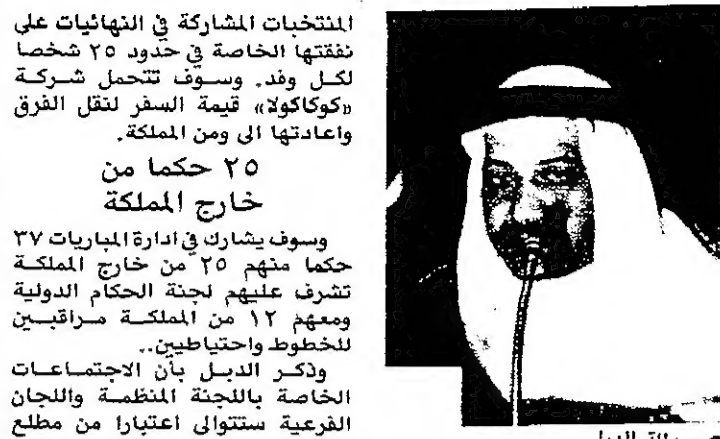 المنتخبات المشاركة في النهائيات على
نفقتها الخاصة في حدود ٢٥ شخصا
لكل وفد. وسوف تتحمل شركة
«كوكاكولا» قيمة السفر لنقل الفرق
واعادتها الى ومن المملكة.
٢٥ حكما من
خارج المملكة
وسوف يشارك في ادارة المباريات ٣٧
حكما منهم ٢٥ من خارج المملكة
تشرف عليهم لجنة الحكام الدولية
ومعهم ١٢ من المملكة مراقبين
للخطوط واحتياطيين..
وذكر الدبل بأن الاجتماعات
الخاصة باللجنة المنظمة واللجان
الفرعية ستتوالى اعتبارا من مطلع